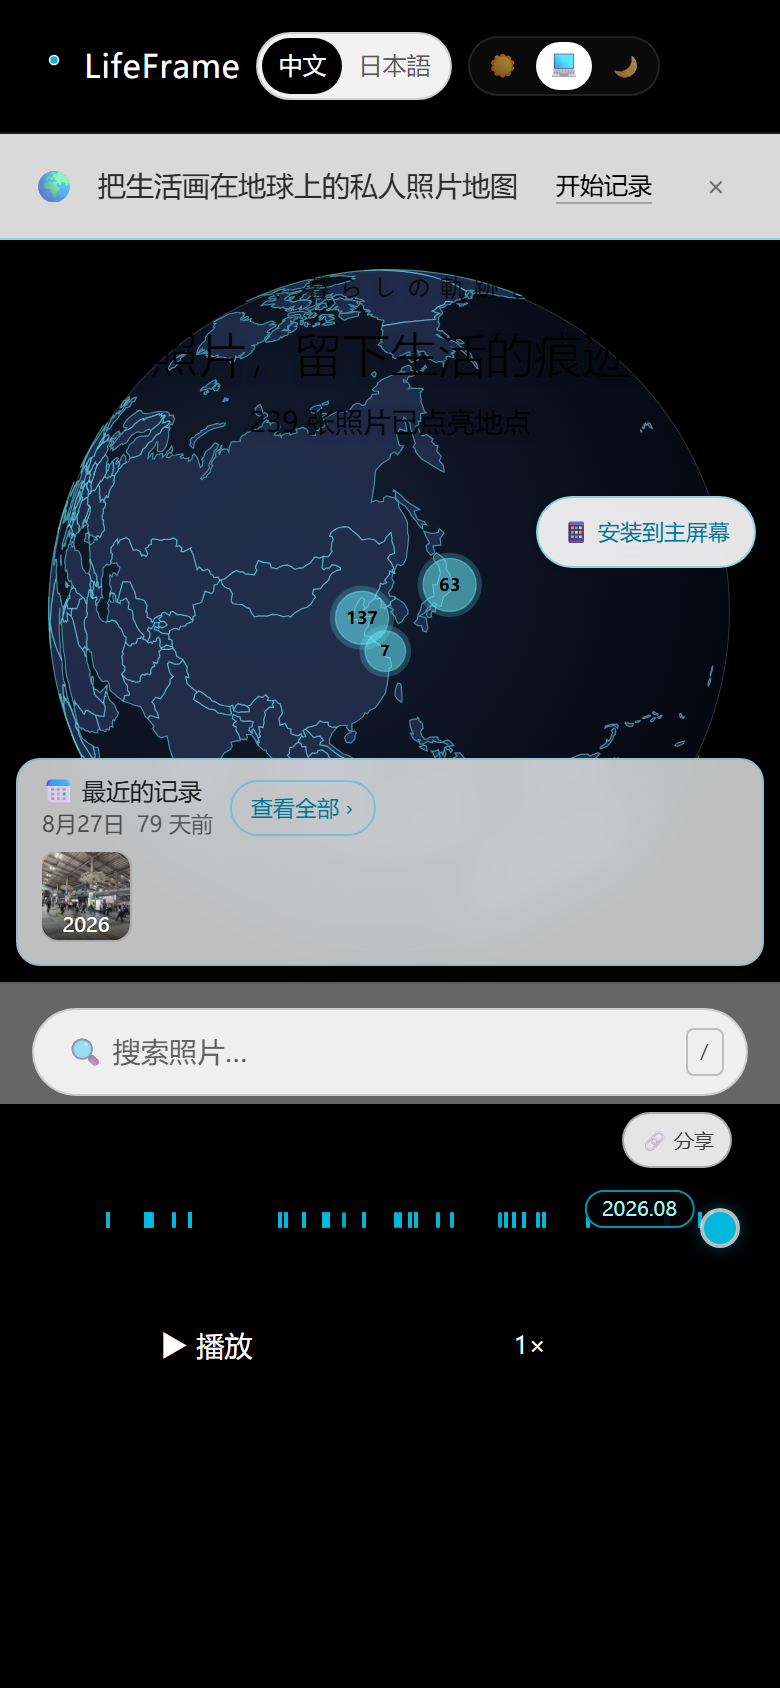 LifeFrame 中文 日本語
把生活画在地球上的私人照片地图 开始记录 ×
暮らしの軌跡
照片，留下生活的痕迹
239 张照片已点亮地点
安装到主屏幕
63
137
7
最近的记录
8月27日 79 天前
查看全部 ›
2026
搜索照片... /
分享
2026.08
▶ 播放 1×